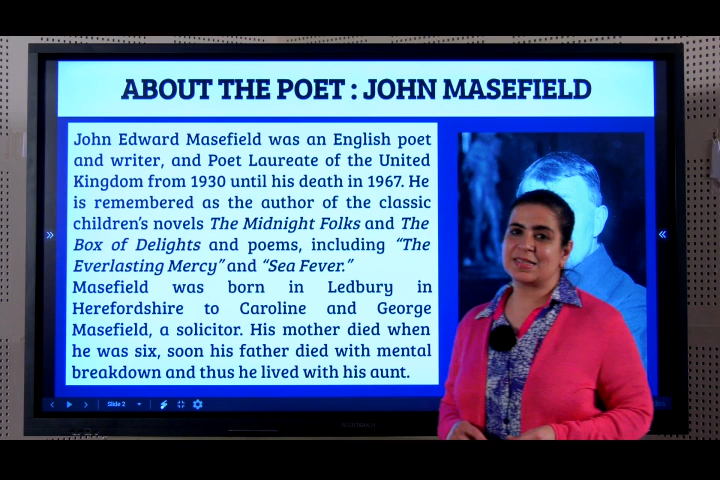 ABOUT THE POET : JOHN MASEFIELD
John Edward Masefield was an English poet
and writer, and Poet Laureate of the United
Kingdom from 1930 until his death in 1967. He
is remembered as the author of the classic
children's novels The Midnight Folks and The
Box of Delights and poems, including “The
Everlasting Mercy” and “Sea Fever.”
Masefield was born in Ledbury in
Herefordshire to Caroline and George
Masefield, a solicitor. His mother died when
he was six, soon his father died with mental
breakdown and thus he lived with his aunt.
Slide 2